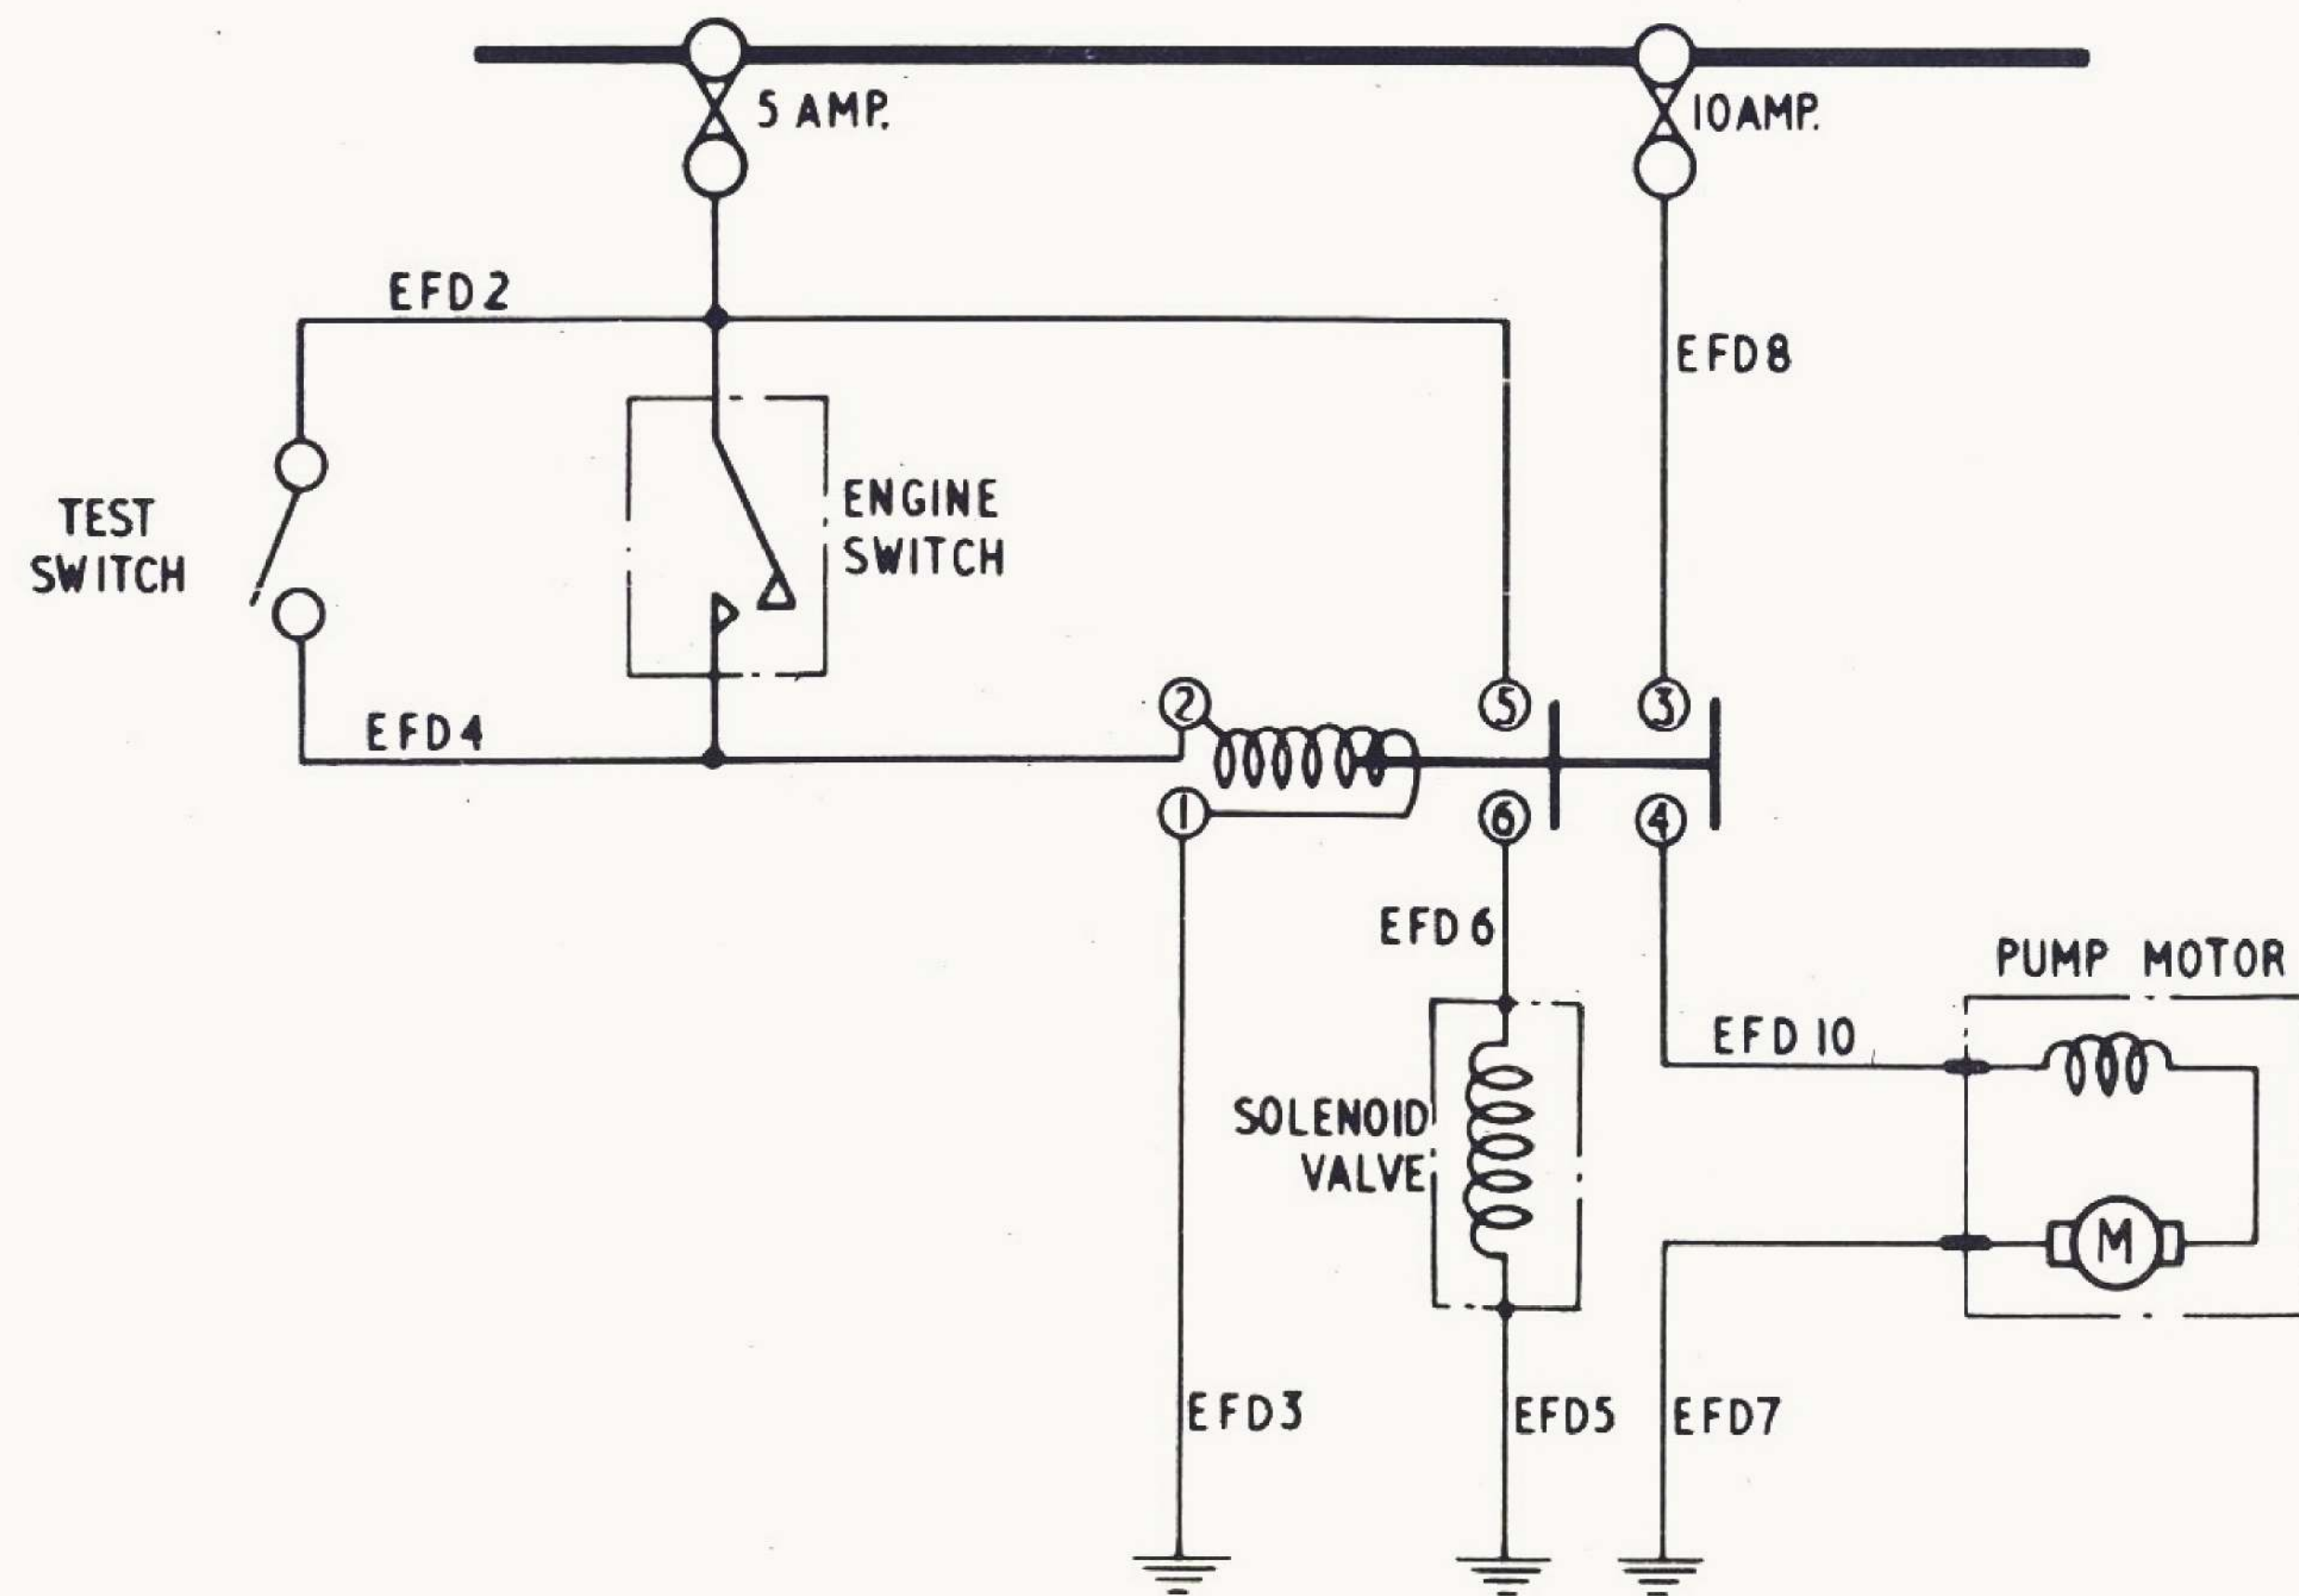 5 AMP.
10 AMP.
EFD 2
EFD 8
TEST
SWITCH
ENGINE
SWITCH
EFD 4
2
5
3
1
6
4
EFD 6
PUMP MOTOR
EFD 10
SOLENOID
VALVE
M
EFD 3
EFD 5
EFD 7